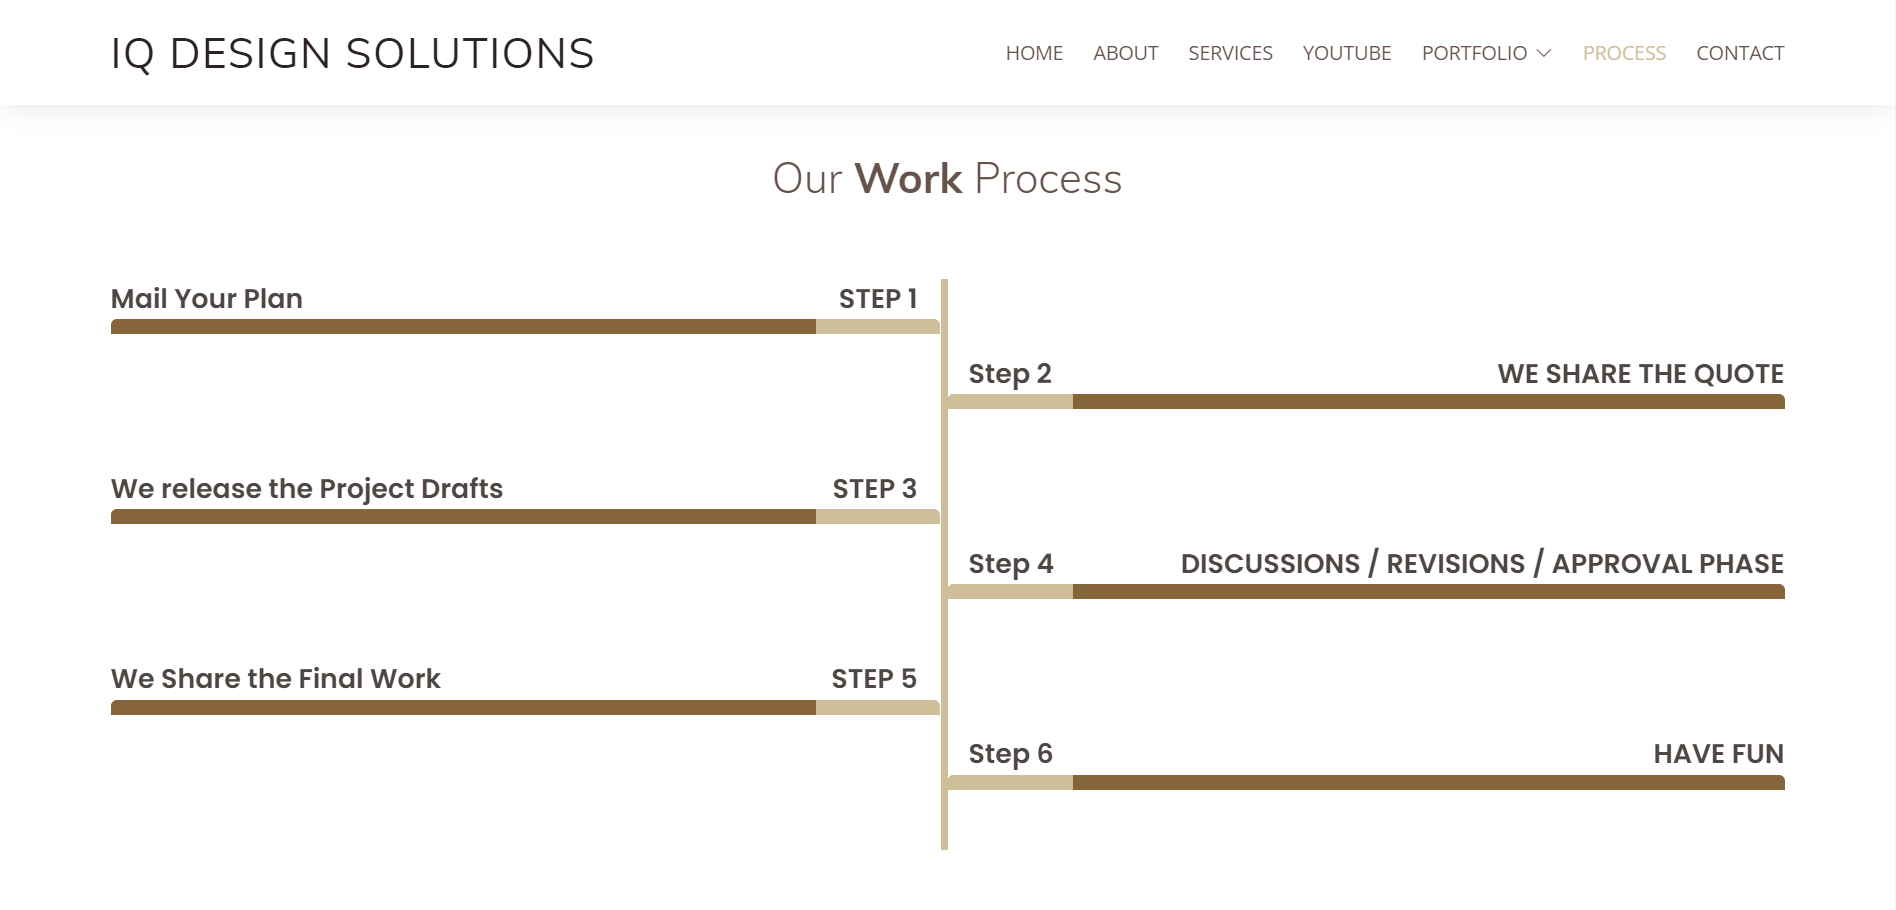 IQ DESIGN SOLUTIONS
HOME ABOUT SERVICES YOUTUBE PORTFOLIO PROCESS CONTACT
Our Work Process
Mail Your Plan STEP 1
Step 2 WE SHARE THE QUOTE
We release the Project Drafts STEP 3
Step 4 DISCUSSIONS / REVISIONS / APPROVAL PHASE
We Share the Final Work STEP 5
Step 6 HAVE FUN